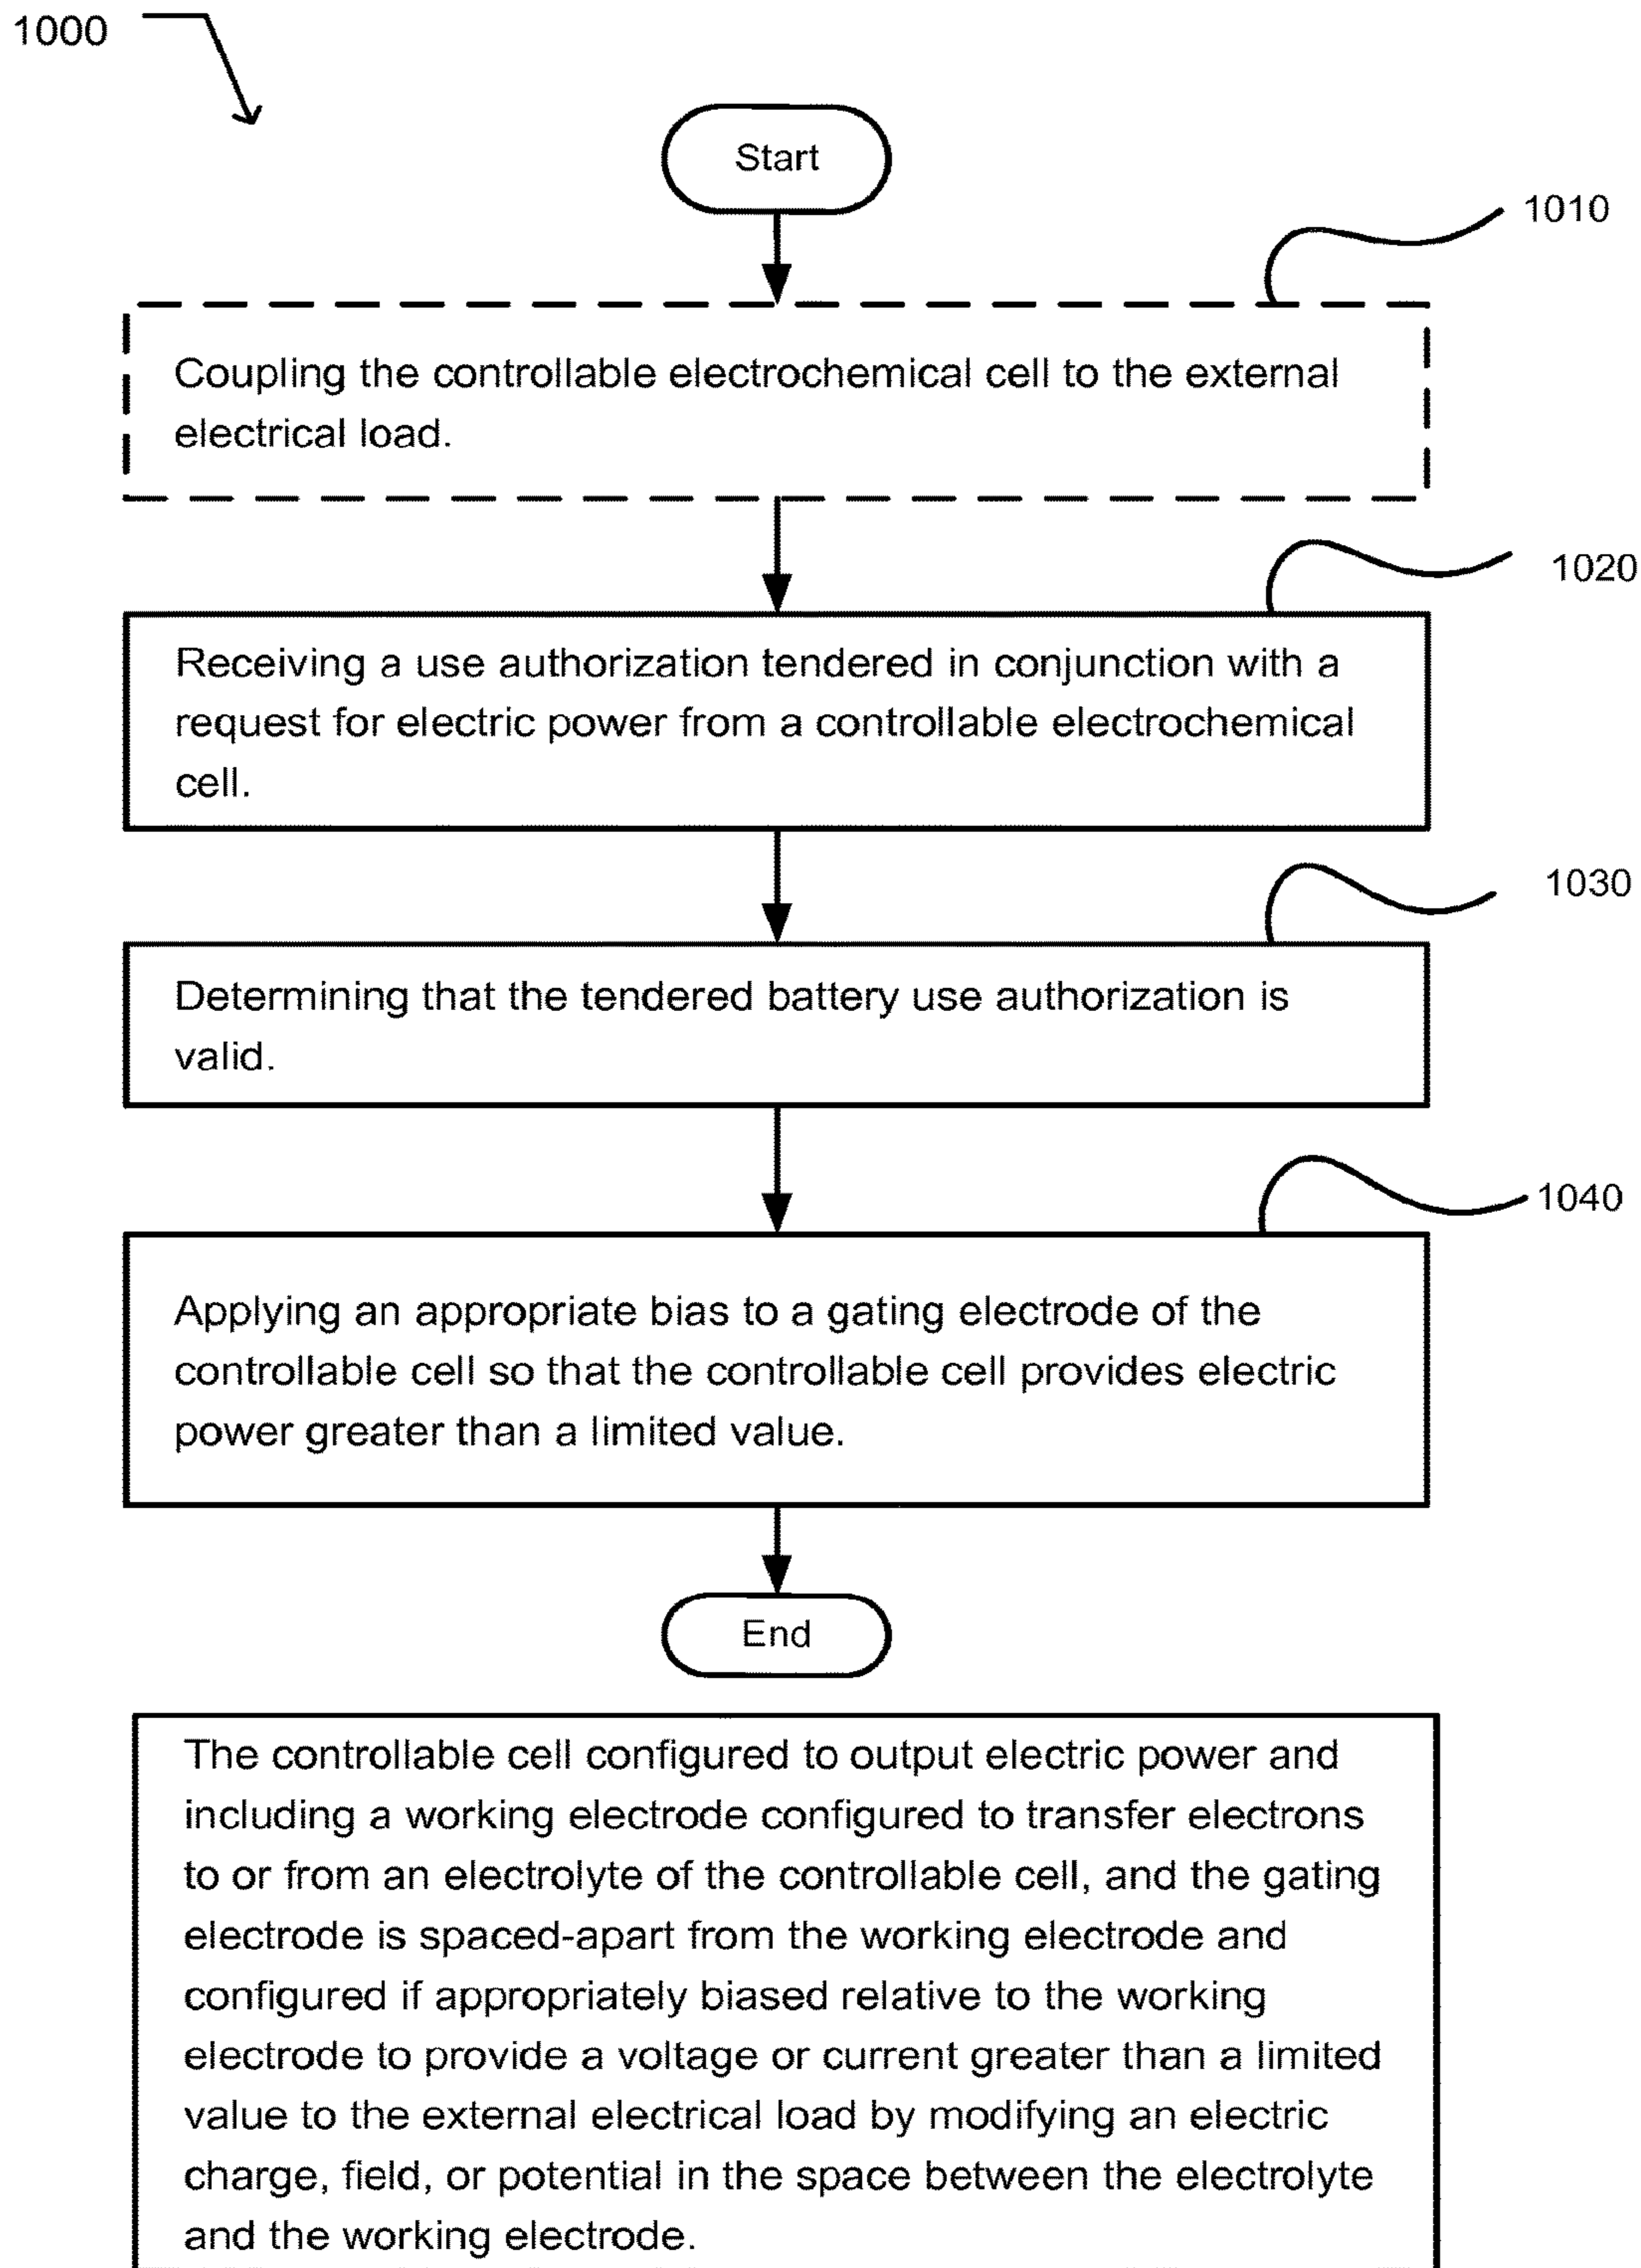 1000
Start
1010
Coupling the controllable electrochemical cell to the external
electrical load.
1020
Receiving a use authorization tendered in conjunction with a
request for electric power from a controllable electrochemical
cell.
1030
Determining that the tendered battery use authorization is
valid.
1040
Applying an appropriate bias to a gating electrode of the
controllable cell so that the controllable cell provides electric
power greater than a limited value.
End
The controllable cell configured to output electric power and
including a working electrode configured to transfer electrons
to or from an electrolyte of the controllable cell, and the gating
electrode is spaced-apart from the working electrode and
configured if appropriately biased relative to the working
electrode to provide a voltage or current greater than a limited
value to the external electrical load by modifying an electric
charge, field, or potential in the space between the electrolyte
and the working electrode.